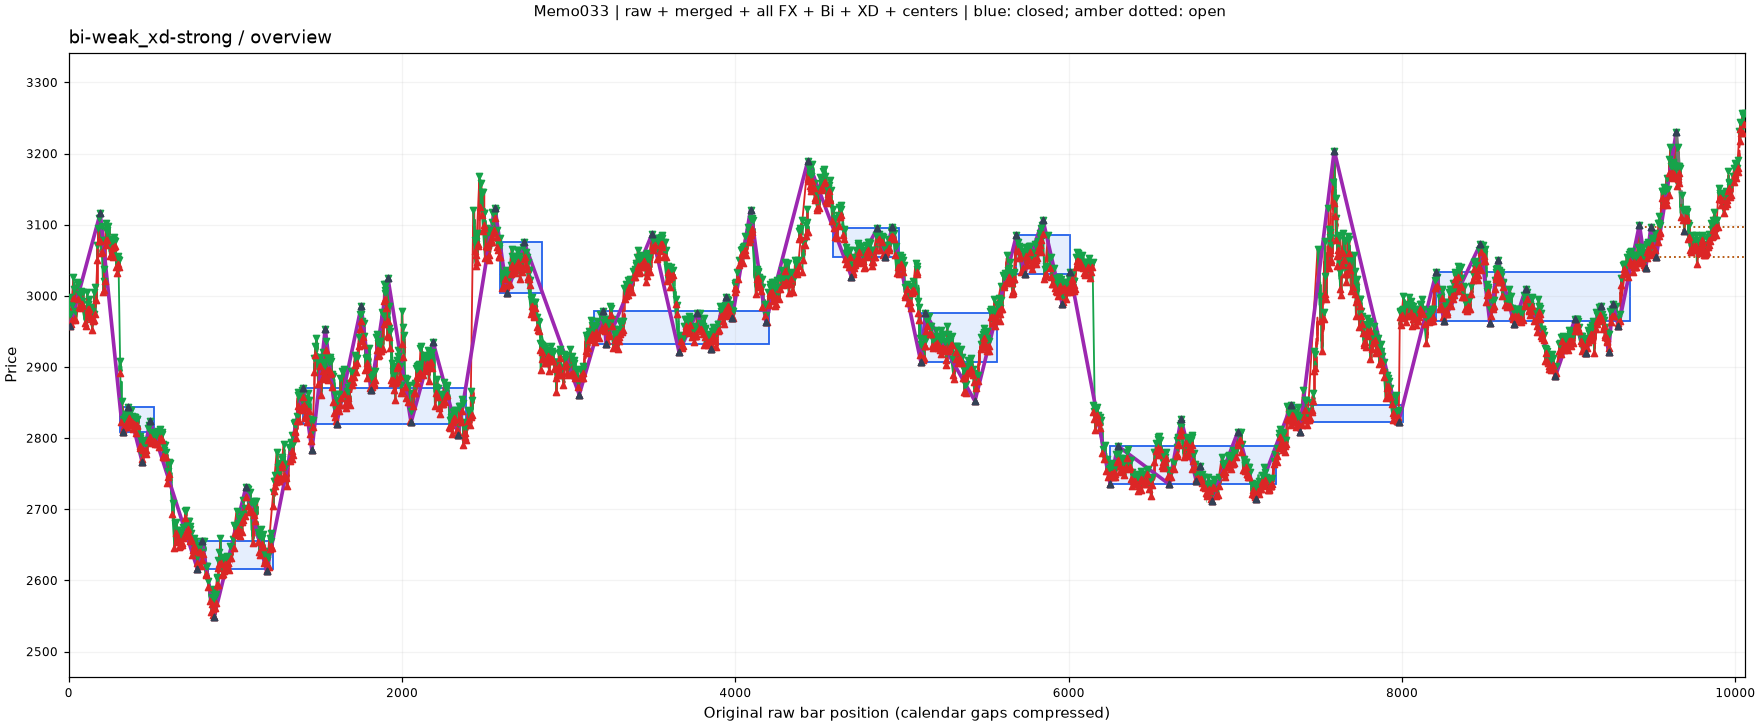 Memo033 | raw + merged + all FX + Bi + XD + centers | blue: closed; amber dotted: open
bi-weak_xd-strong / overview
3300
3200
3100
3000
2900
2800
2700
2600
2500
Price
0 2000 4000 6000 8000 10000
Original raw bar position (calendar gaps compressed)